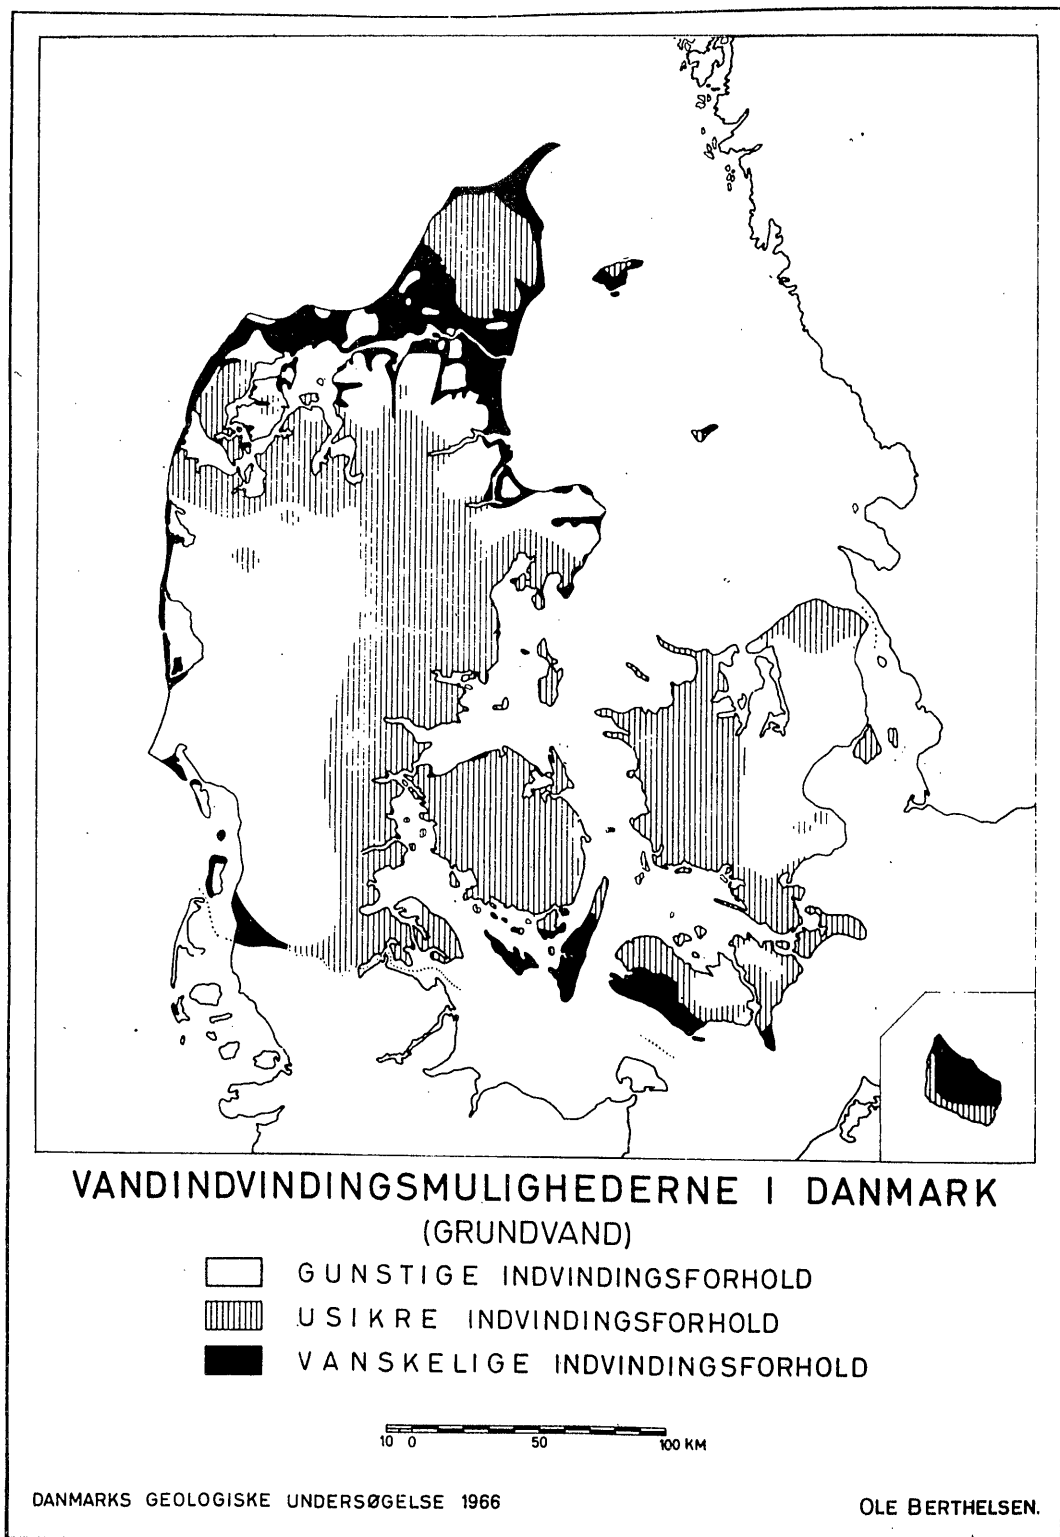 VANDINDVINDINGSMULIGHEDERNE I DANMARK
(GRUNDVAND)
GUNSTIGE INDVINDINGSFORHOLD
USIKRE INDVINDINGSFORHOLD
VANSKELIGE INDVINDINGSFORHOLD
10 0 50 100 KM
DANMARKS GEOLOGISKE UNDERSØGELSE 1966
OLE BERTHELSEN.